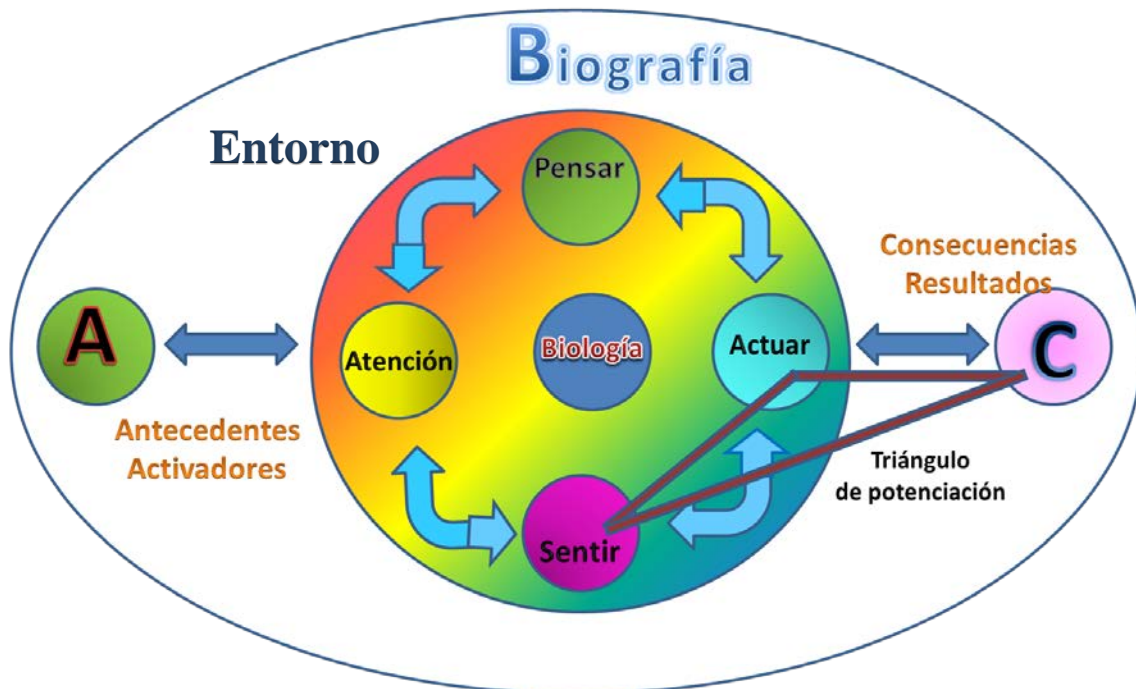 Biografía
Entorno
Pensar
Consecuencias
Resultados
A
Atención
Biología
Actuar
C
Antecedentes
Activadores
Triángulo
de potenciación
Sentir